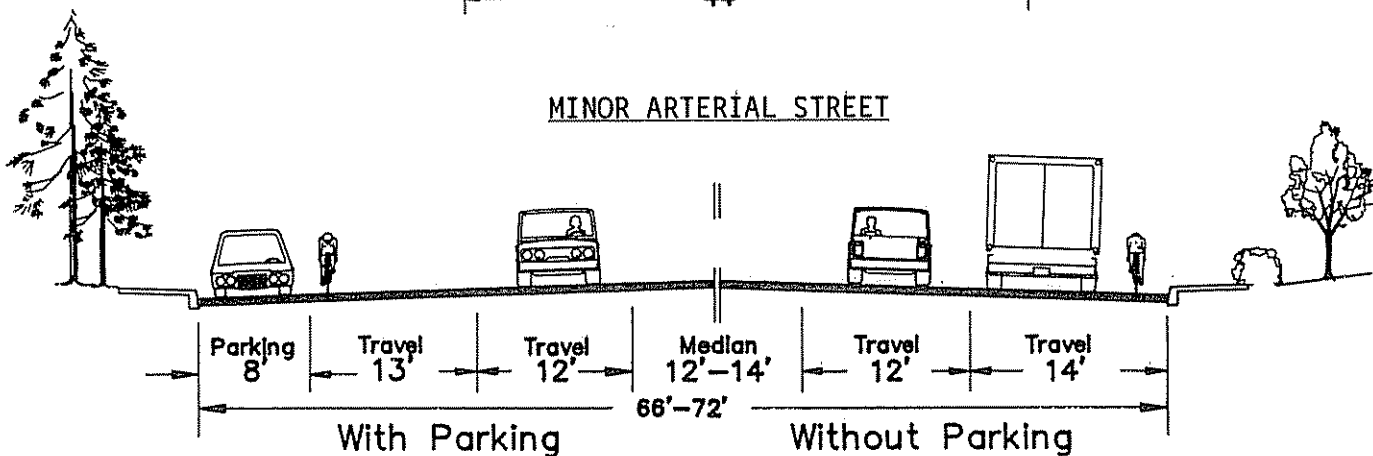 44'
MINOR ARTERIAL STREET
Parking Travel Travel Median Travel Travel
8' 13' 12' 12'-14' 12' 14'
66'-72'
With Parking Without Parking